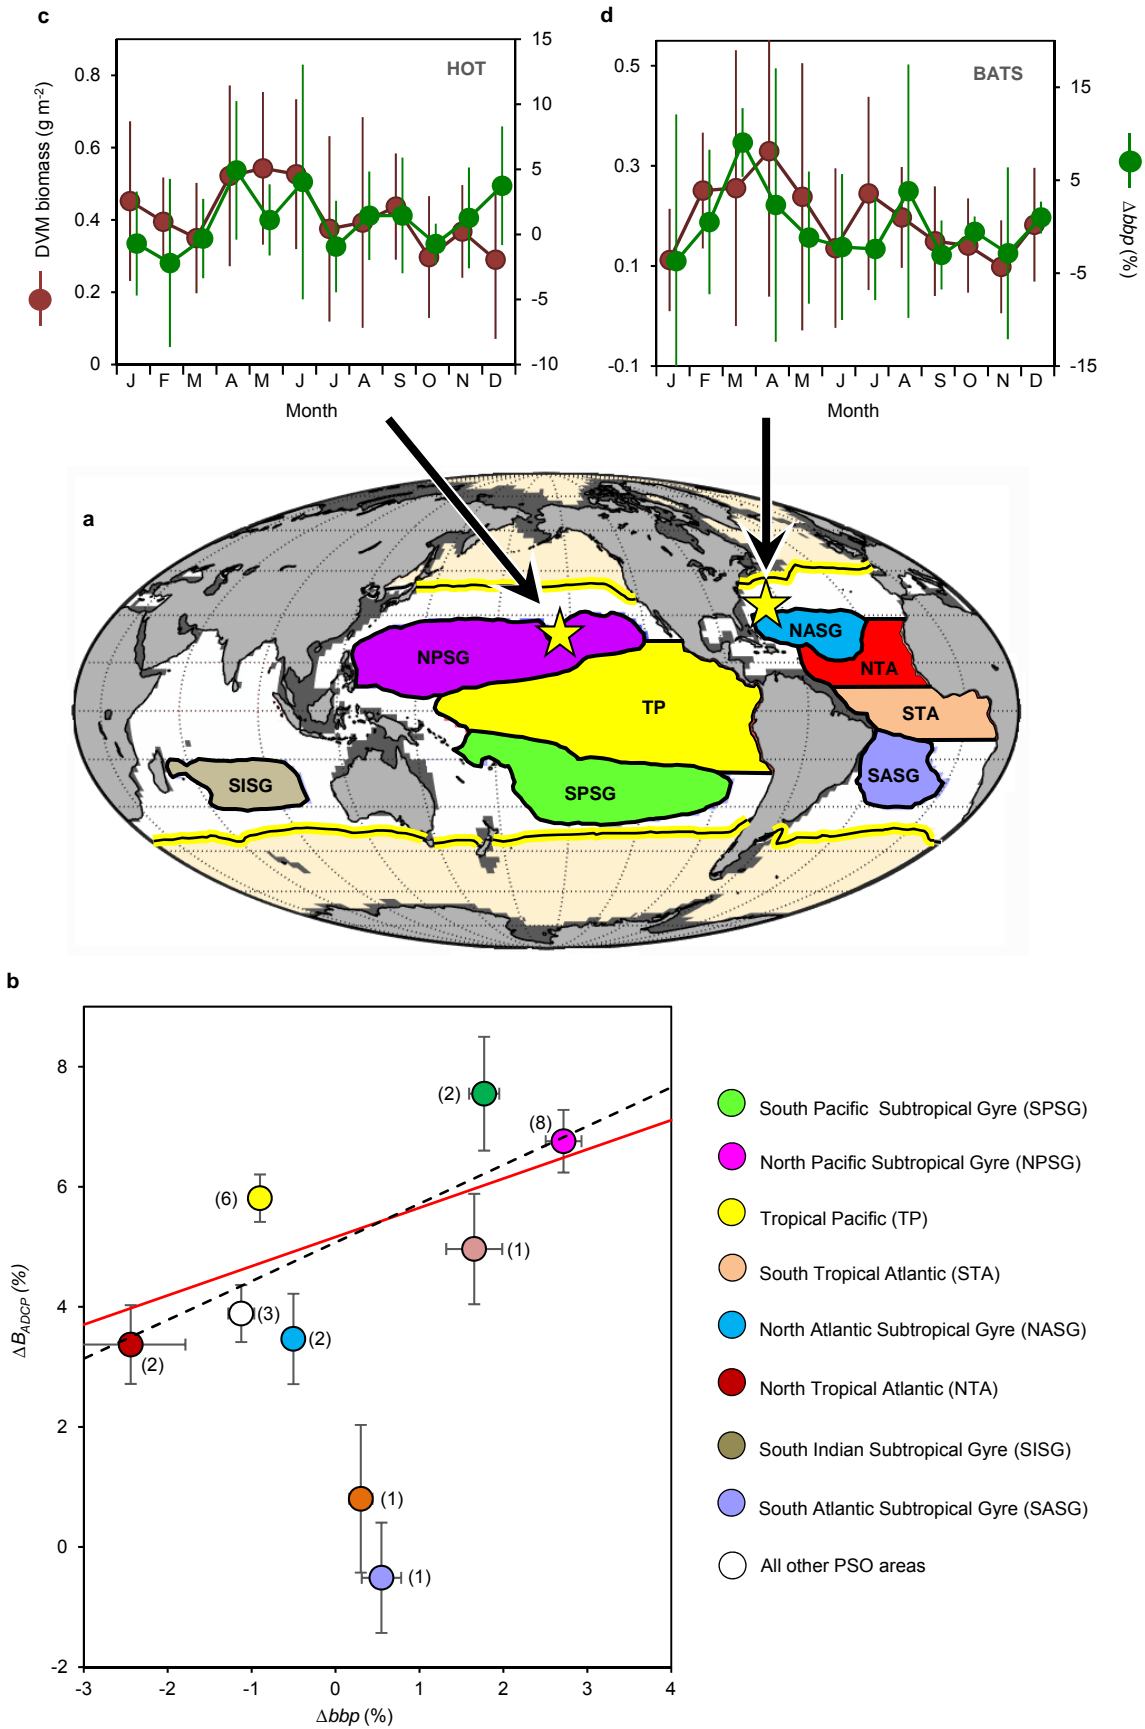 c
d
HOT
BATS
DVM biomass (g m-2)
0.8
0.6
0.4
0.2
0
15
10
5
0
-5
-10
J F M A M J J A S O N D
Month
0.5
0.3
0.1
-0.1
15
5
-5
-15
J F M A M J J A S O N D
Month
Δbbp (%)
a
NPSG
TP
SPSG
SISG
NASG
NTA
STA
SASG
b
ΔB_ADCP (%)
8
6
4
2
0
-2
-3 -2 -1 0 1 2 3 4
Δbbp (%)
(2)
(8)
(6)
(1)
(3)
(2)
(2)
(1)
(1)
South Pacific Subtropical Gyre (SPSG)
North Pacific Subtropical Gyre (NPSG)
Tropical Pacific (TP)
South Tropical Atlantic (STA)
North Atlantic Subtropical Gyre (NASG)
North Tropical Atlantic (NTA)
South Indian Subtropical Gyre (SISG)
South Atlantic Subtropical Gyre (SASG)
All other PSO areas